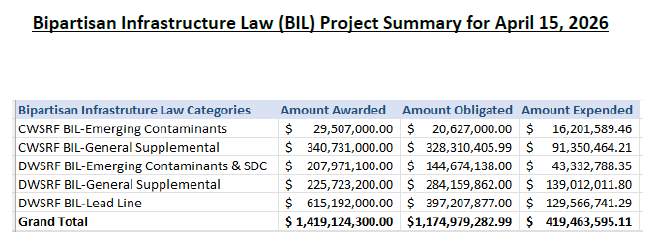 Bipartisan Infrastructure Law (BIL) Project Summary for April 15, 2026
Bipartisan Infrastruture Law Categories Amount Awarded Amount Obligated Amount Expended
CWSRF BIL-Emerging Contaminants $ 29,507,000.00 $ 20,627,000.00 $ 16,201,589.46
CWSRF BIL-General Supplemental $ 340,731,000.00 $ 328,310,405.99 $ 91,350,464.21
DWSRF BIL-Emerging Contaminants & SDC $ 207,971,100.00 $ 144,674,138.00 $ 43,332,788.35
DWSRF BIL-General Supplemental $ 225,723,200.00 $ 284,159,862.00 $ 139,012,011.80
DWSRF BIL-Lead Line $ 615,192,000.00 $ 397,207,877.00 $ 129,566,741.29
Grand Total $ 1,419,124,300.00 $1,174,979,282.99 $ 419,463,595.11